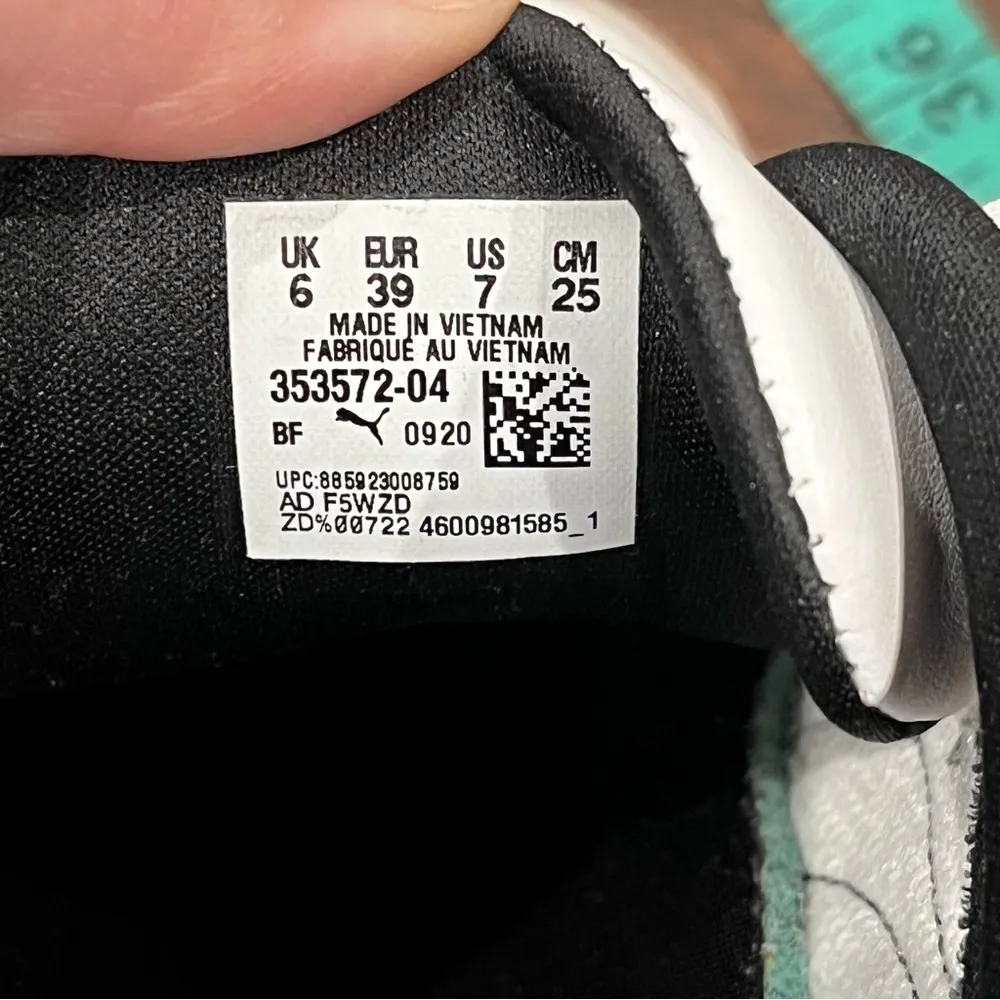 36
UK EUR US CM
6 39 7 25
MADE IN VIETNAM
FABRIQUE AU VIETNAM
353572-04
BF 0920
UPC:885923008759
AD F5WZD
ZD%00722 4600981585_1